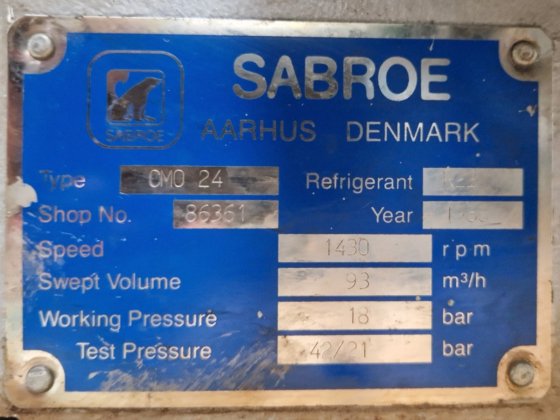 SABROE
SABROE
AARHUS DENMARK
Type CMO 24 Refrigerant
Shop No. 86361 Year
Speed 1430 rpm
Swept Volume 93 m³/h
Working Pressure 18 bar
Test Pressure 42/21 bar